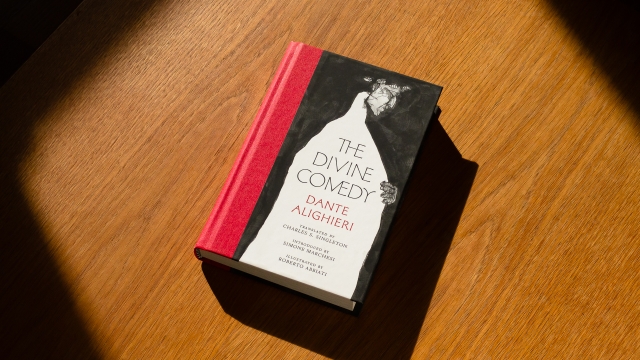 THE
DIVINE
COMEDY
DANTE
ALIGHIERI
TRANSLATED BY
CHARLES S. SINGLETON
INTRODUCED BY
SIMONE MARCHESI
ILLUSTRATED BY
ROBERTO ABBIATI